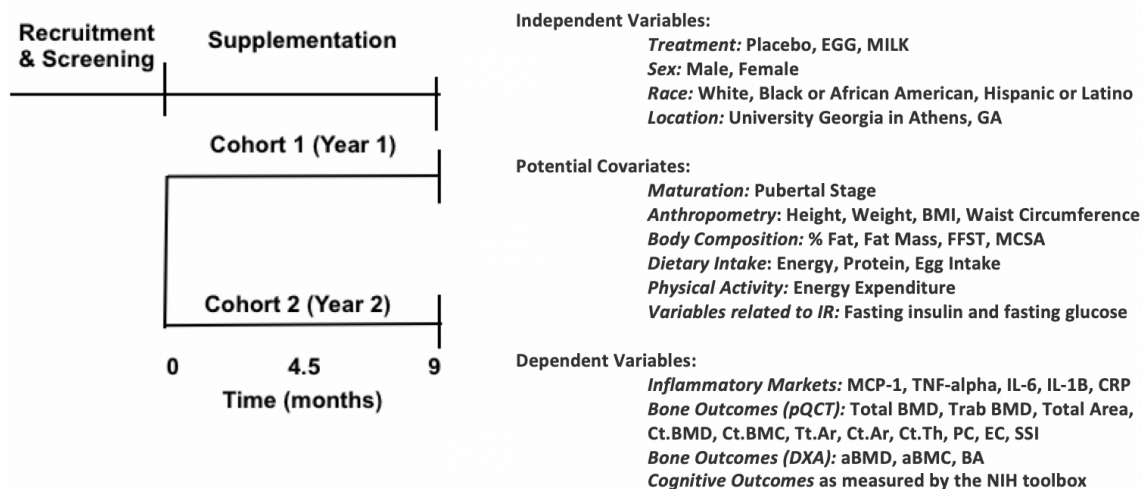 Recruitment
& Screening
Supplementation
Cohort 1 (Year 1)
Cohort 2 (Year 2)
0 4.5 9
Time (months)
Independent Variables:
Treatment: Placebo, EGG, MILK
Sex: Male, Female
Race: White, Black or African American, Hispanic or Latino
Location: University Georgia in Athens, GA
Potential Covariates:
Maturation: Pubertal Stage
Anthropometry: Height, Weight, BMI, Waist Circumference
Body Composition: % Fat, Fat Mass, FFST, MCSA
Dietary Intake: Energy, Protein, Egg Intake
Physical Activity: Energy Expenditure
Variables related to IR: Fasting insulin and fasting glucose
Dependent Variables:
Inflammatory Markets: MCP-1, TNF-alpha, IL-6, IL-1B, CRP
Bone Outcomes (pQCT): Total BMD, Trab BMD, Total Area,
Ct.BMD, Ct.BMC, Tt.Ar, Ct.Ar, Ct.Th, PC, EC, SSI
Bone Outcomes (DXA): aBMD, aBMC, BA
Cognitive Outcomes as measured by the NIH toolbox